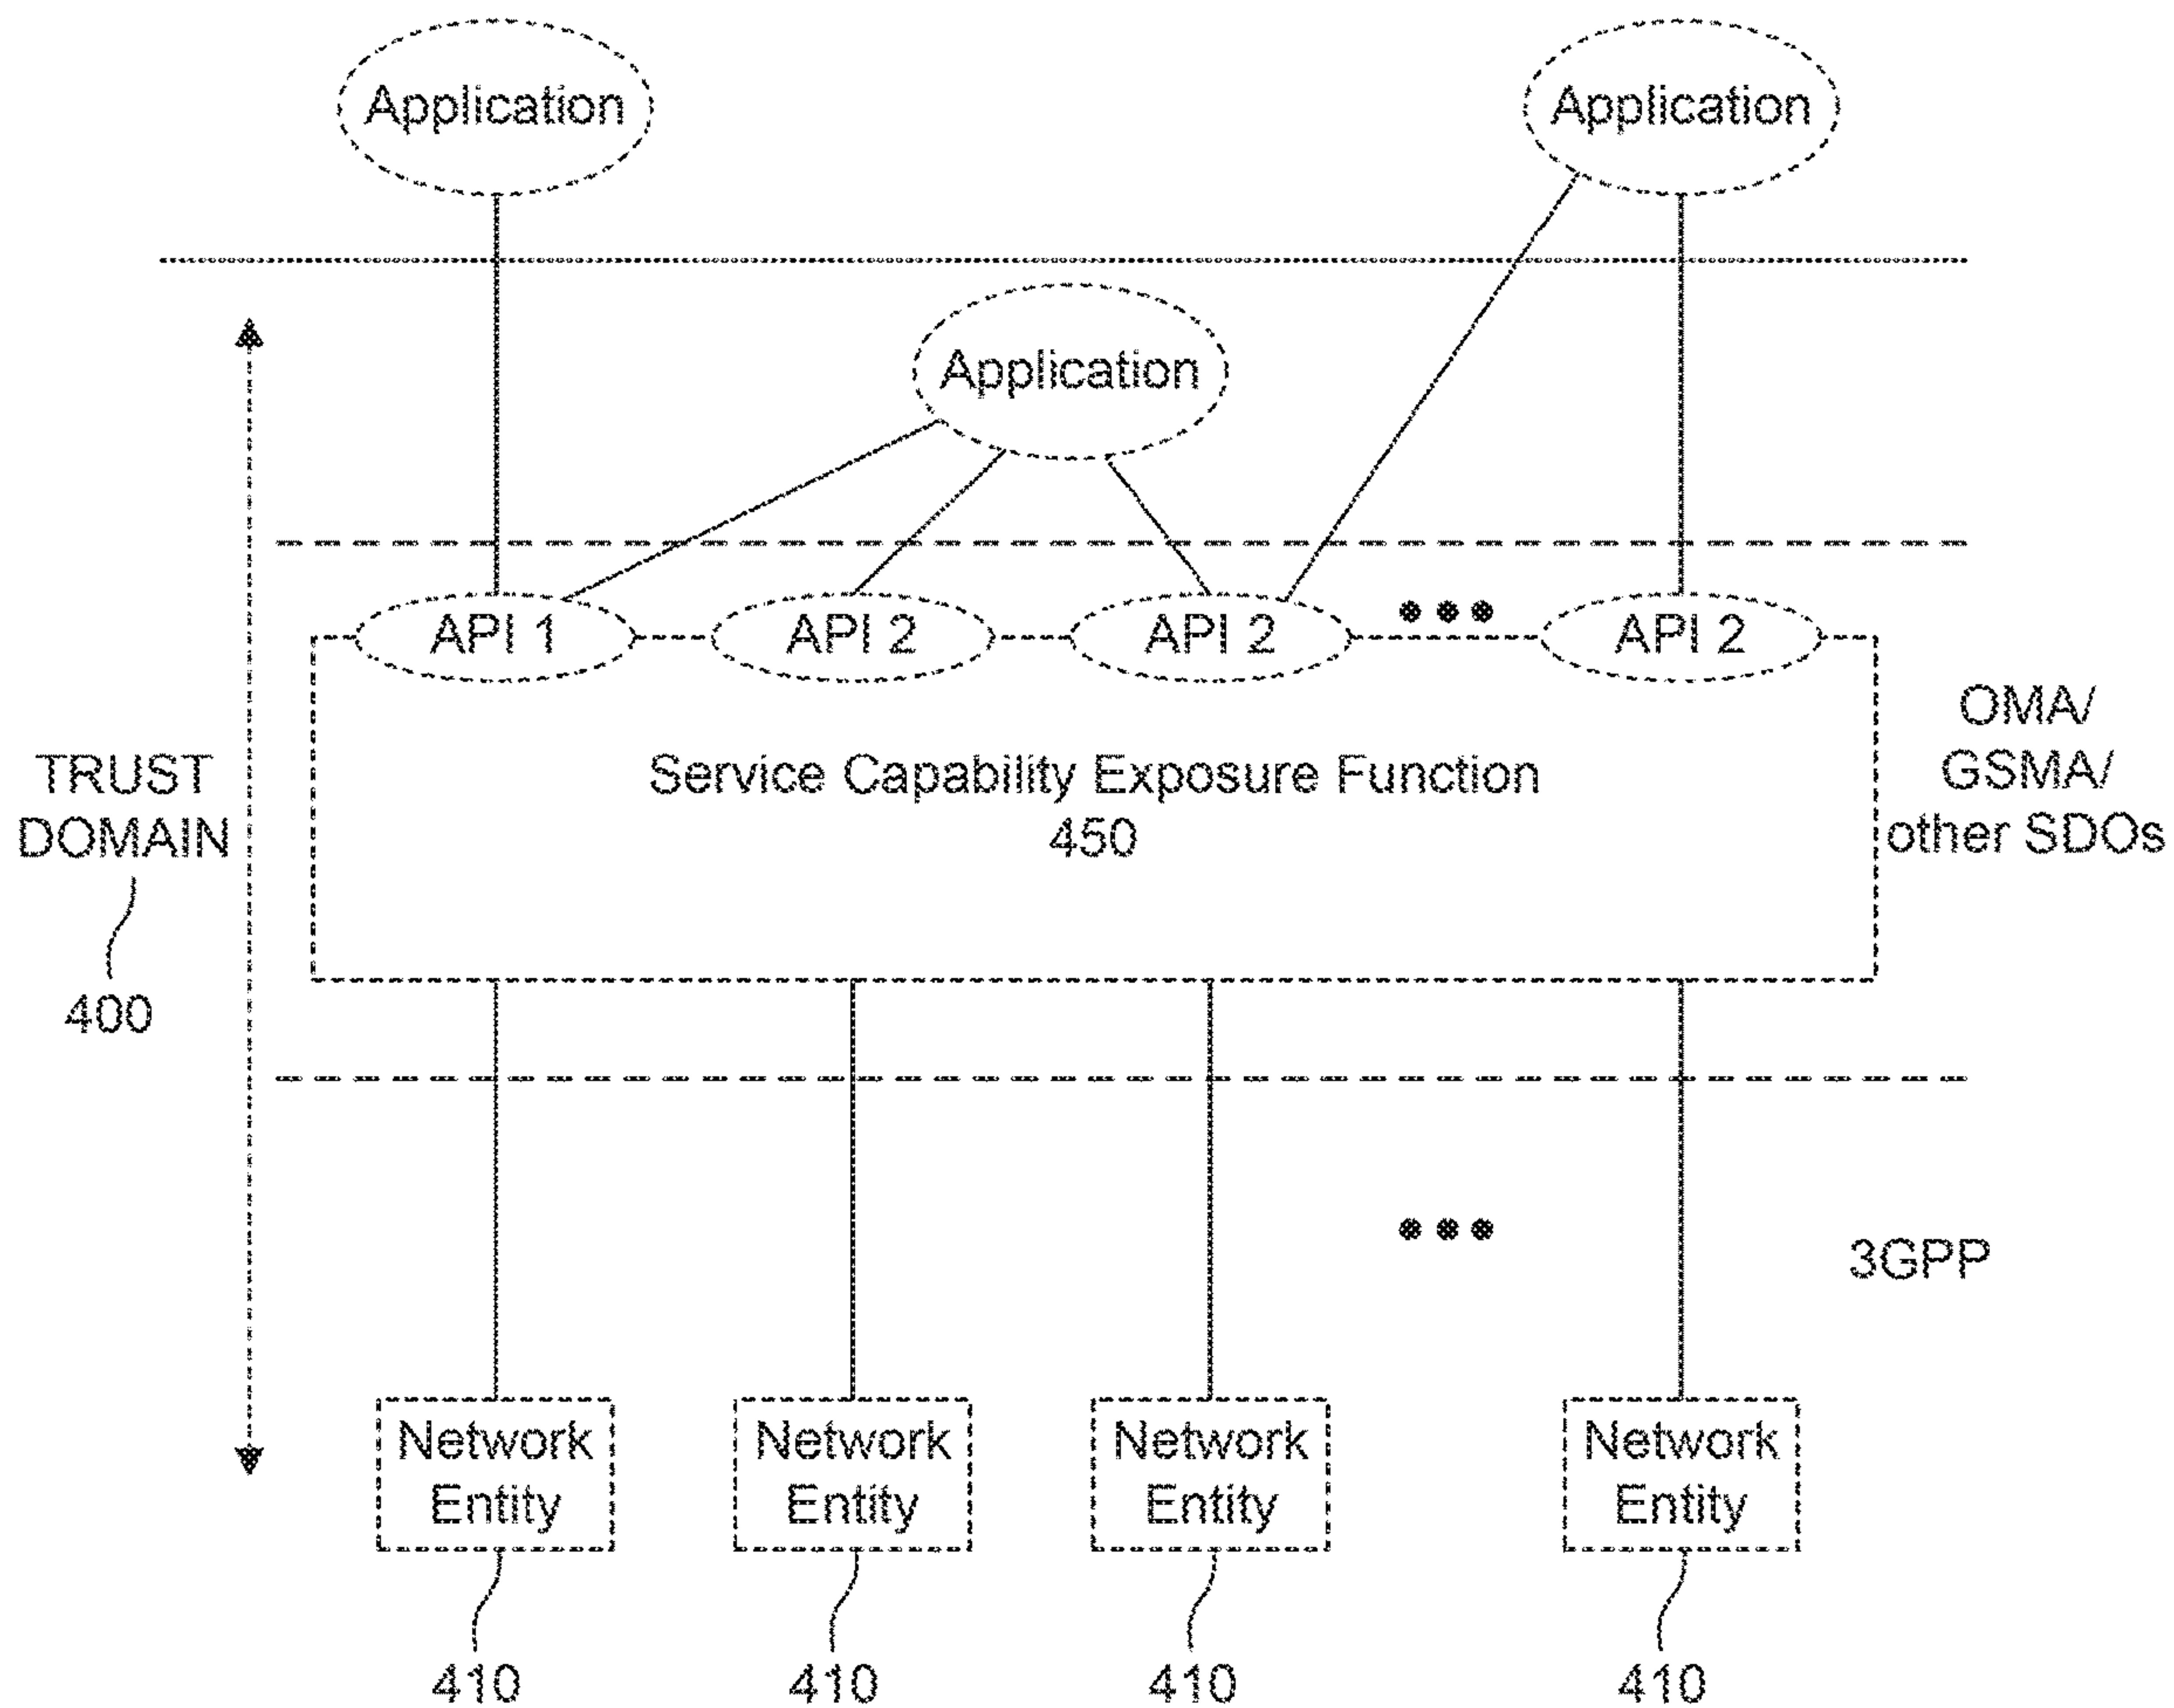 Application
Application
Application
API 1
API 2
API 2
API 2
OMA/
GSMA/
other SDOs
Service Capability Exposure Function
450
TRUST
DOMAIN
400
3GPP
Network
Entity
Network
Entity
Network
Entity
Network
Entity
410
410
410
410